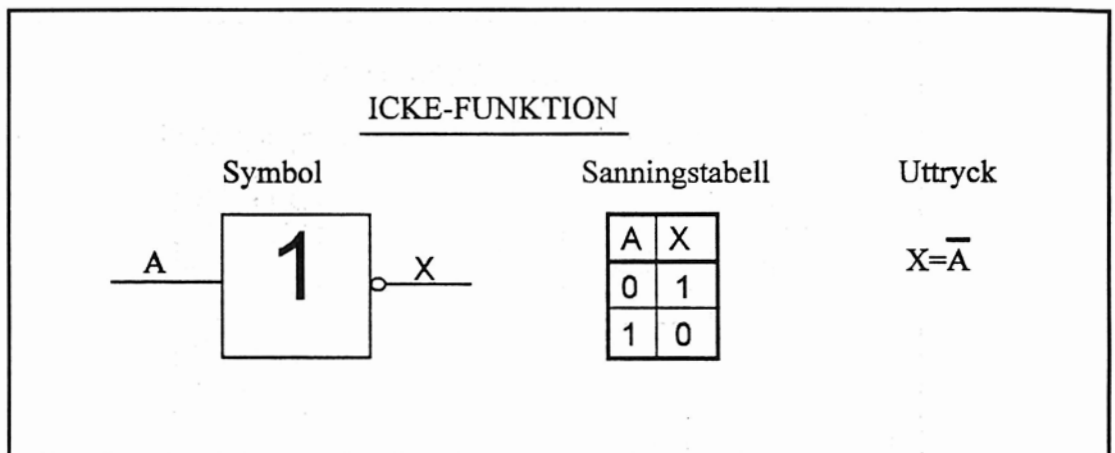 ICKE-FUNKTION
Symbol Sanningstabell Uttryck
A 1 X
A X
0 1
1 0
X=A̅